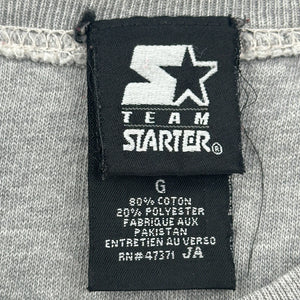 TEAM
STARTER®
G
80% COTON
20% POLYESTER
FABRIQUE AUX
PAKISTAN
ENTRETIEN AU VERSO
RN#47371 JA